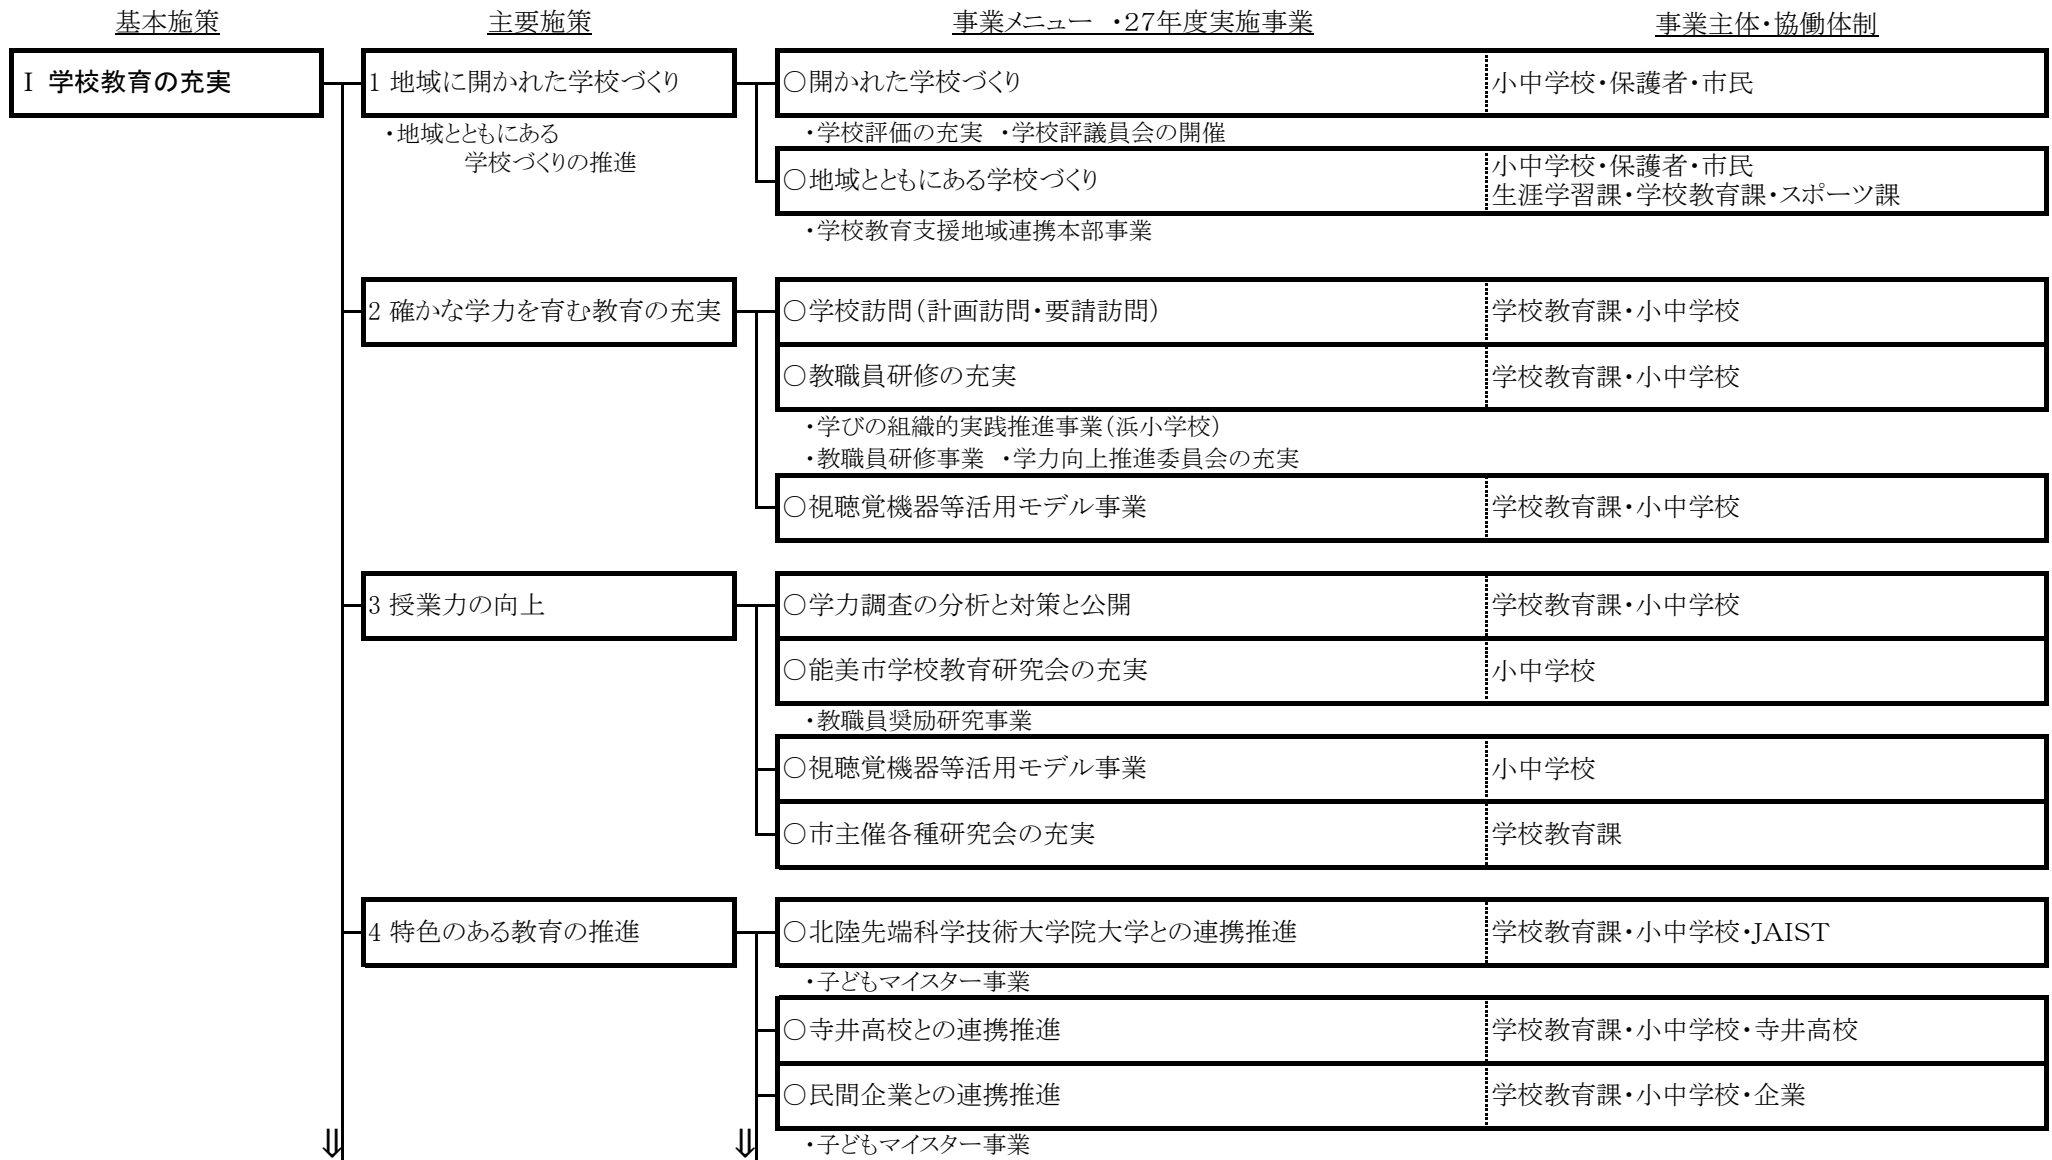 基本施策 主要施策 事業メニュー ・27年度実施事業 事業主体・協働体制
Ⅰ 学校教育の充実 1 地域に開かれた学校づくり ○開かれた学校づくり 小中学校・保護者・市民
・地域とともにある ・学校評価の充実 ・学校評議員会の開催
学校づくりの推進 小中学校・保護者・市民
○地域とともにある学校づくり
生涯学習課・学校教育課・スポーツ課
・学校教育支援地域連携本部事業
2 確かな学力を育む教育の充実 ○学校訪問(計画訪問・要請訪問) 学校教育課・小中学校
○教職員研修の充実 学校教育課・小中学校
・学びの組織的実践推進事業(浜小学校)
・教職員研修事業 ・学力向上推進委員会の充実
○視聴覚機器等活用モデル事業 学校教育課・小中学校
3 授業力の向上 ○学力調査の分析と対策と公開 学校教育課・小中学校
○能美市学校教育研究会の充実 小中学校
・教職員奨励研究事業
○視聴覚機器等活用モデル事業 小中学校
○市主催各種研究会の充実 学校教育課
4 特色のある教育の推進 ○北陸先端科学技術大学院大学との連携推進 学校教育課・小中学校・JAIST
・子どもマイスター事業
○寺井高校との連携推進 学校教育課・小中学校・寺井高校
○民間企業との連携推進 学校教育課・小中学校・企業
⇓ ⇓ ・子どもマイスター事業